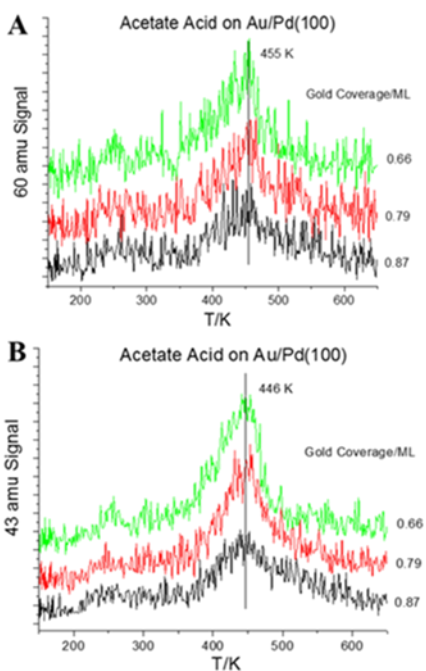 A
Acetate Acid on Au/Pd(100)
455 K
Gold Coverage/ML
60 amu Signal
0.66
0.79
0.87
200 300 400 500 600
T/K
B
Acetate Acid on Au/Pd(100)
446 K
43 amu Signal
Gold Coverage/ML
0.66
0.79
0.87
200 300 400 500 600
T/K